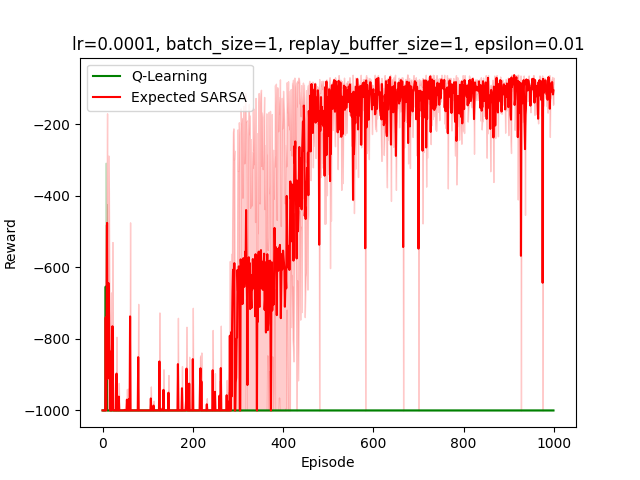 lr=0.0001, batch_size=1, replay_buffer_size=1, epsilon=0.01
Q-Learning
Expected SARSA
−200
−400
−600
−800
−1000
Reward
0 200 400 600 800 1000
Episode